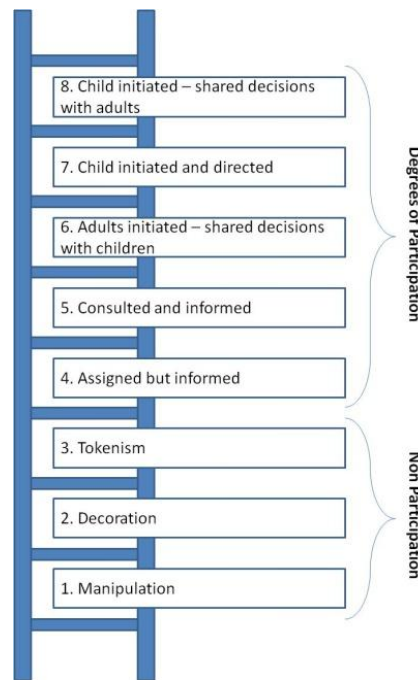 8. Child initiated – shared decisions
with adults
7. Child initiated and directed
6. Adults initiated – shared decisions
with children
5. Consulted and informed
4. Assigned but informed
Degrees of Participation
3. Tokenism
2. Decoration
1. Manipulation
Non Participation